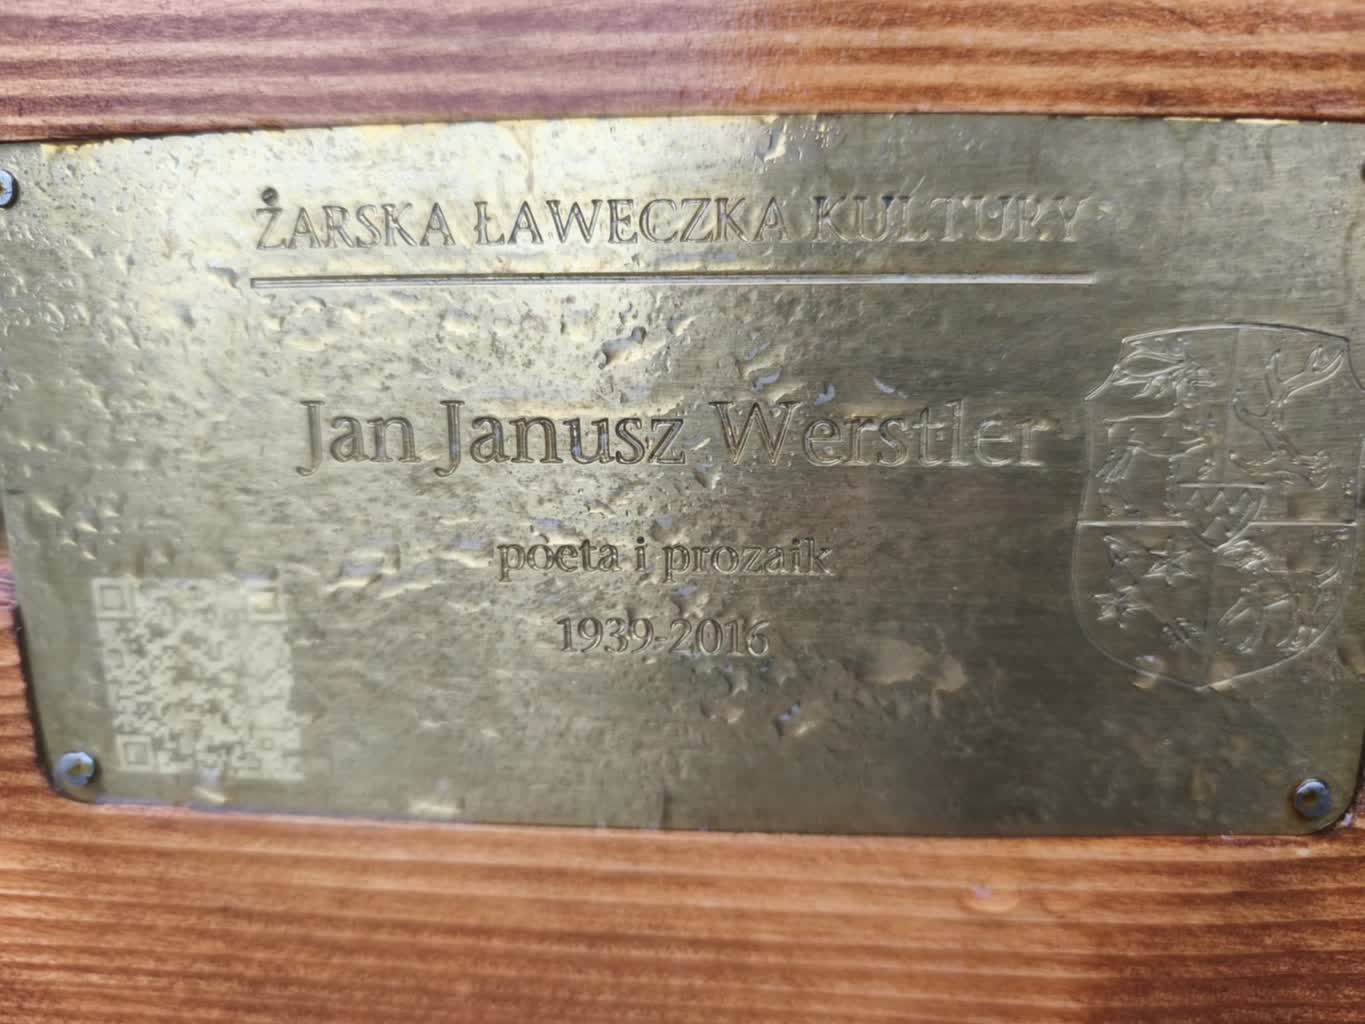 ŻARSKA ŁAWECZKA KULTURY
Jan Janusz Werstler
poeta i prozaik
1939-2016